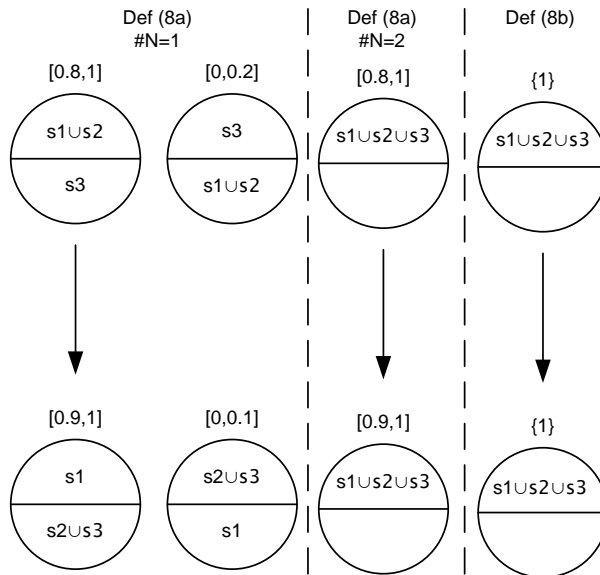 Def (8a)
#N=1
Def (8a)
#N=2
Def (8b)
[0.8,1]
[0,0.2]
[0.8,1]
{1}
s1∪s2
s3
s3
s1∪s2
s1∪s2∪s3
s1∪s2∪s3
[0.9,1]
[0,0.1]
[0.9,1]
{1}
s1
s2∪s3
s2∪s3
s1
s1∪s2∪s3
s1∪s2∪s3